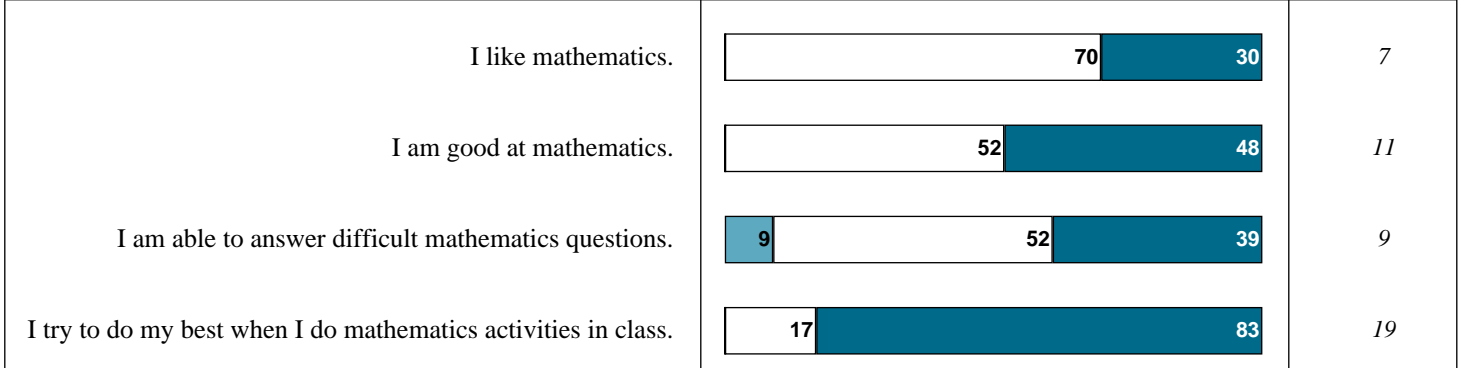 I like mathematics. 70 30 7
I am good at mathematics. 52 48 11
I am able to answer difficult mathematics questions. 9 52 39 9
I try to do my best when I do mathematics activities in class. 17 83 19